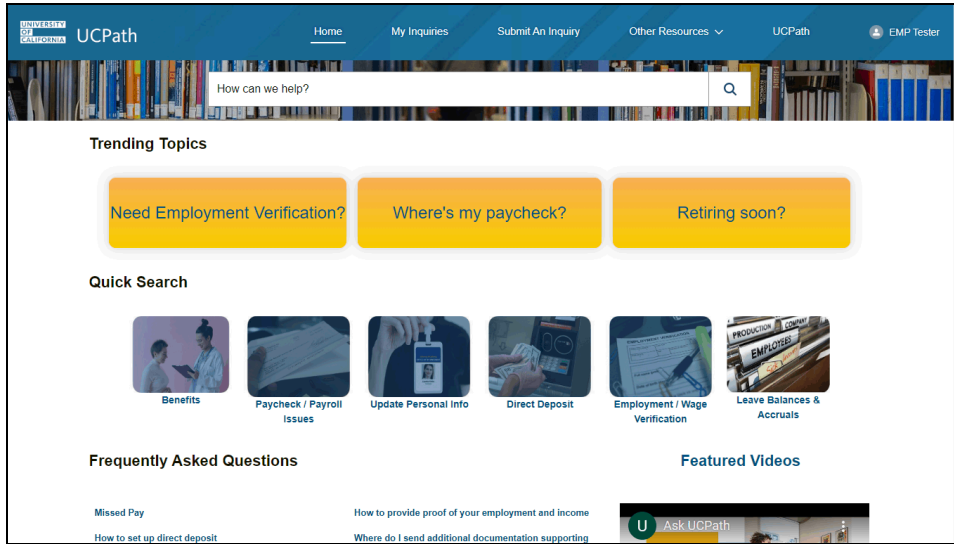 UNIVERSITY
OF
CALIFORNIA
UCPath
Home
My Inquiries
Submit An Inquiry
Other Resources
UCPath
EMP Tester
How can we help?
Trending Topics
Need Employment Verification?
Where's my paycheck?
Retiring soon?
Quick Search
PRODUCTION
COMPANY
EMPLOYEES
Benefits
Paycheck / Payroll
Issues
Update Personal Info
Direct Deposit
Employment / Wage
Verification
Leave Balances &
Accruals
Frequently Asked Questions
Featured Videos
Missed Pay
How to provide proof of your employment and income
How to set up direct deposit
Where do I send additional documentation supporting
U
Ask UCPath